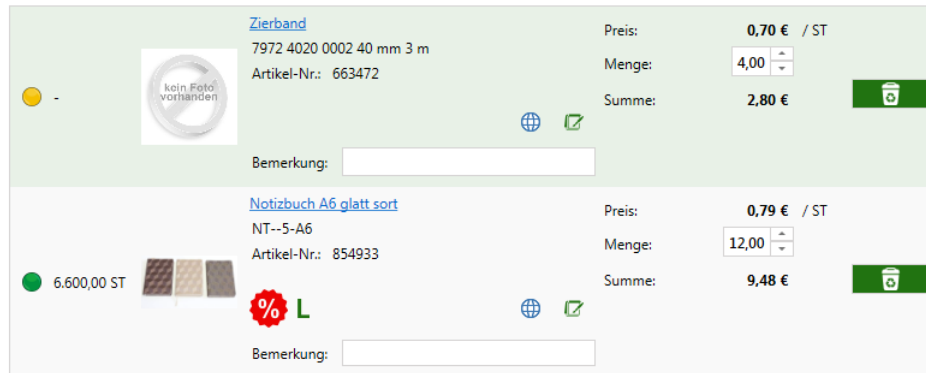 Zierband
7972 4020 0002 40 mm 3 m
Artikel-Nr.: 663472
-
kein Foto
vorhanden
Bemerkung:
Preis: 0,70 € / ST
Menge: 4,00
Summe: 2,80 €
Notizbuch A6 glatt sort
NT--5-A6
Artikel-Nr.: 854933
6.600,00 ST
% L
Bemerkung:
Preis: 0,79 € / ST
Menge: 12,00
Summe: 9,48 €